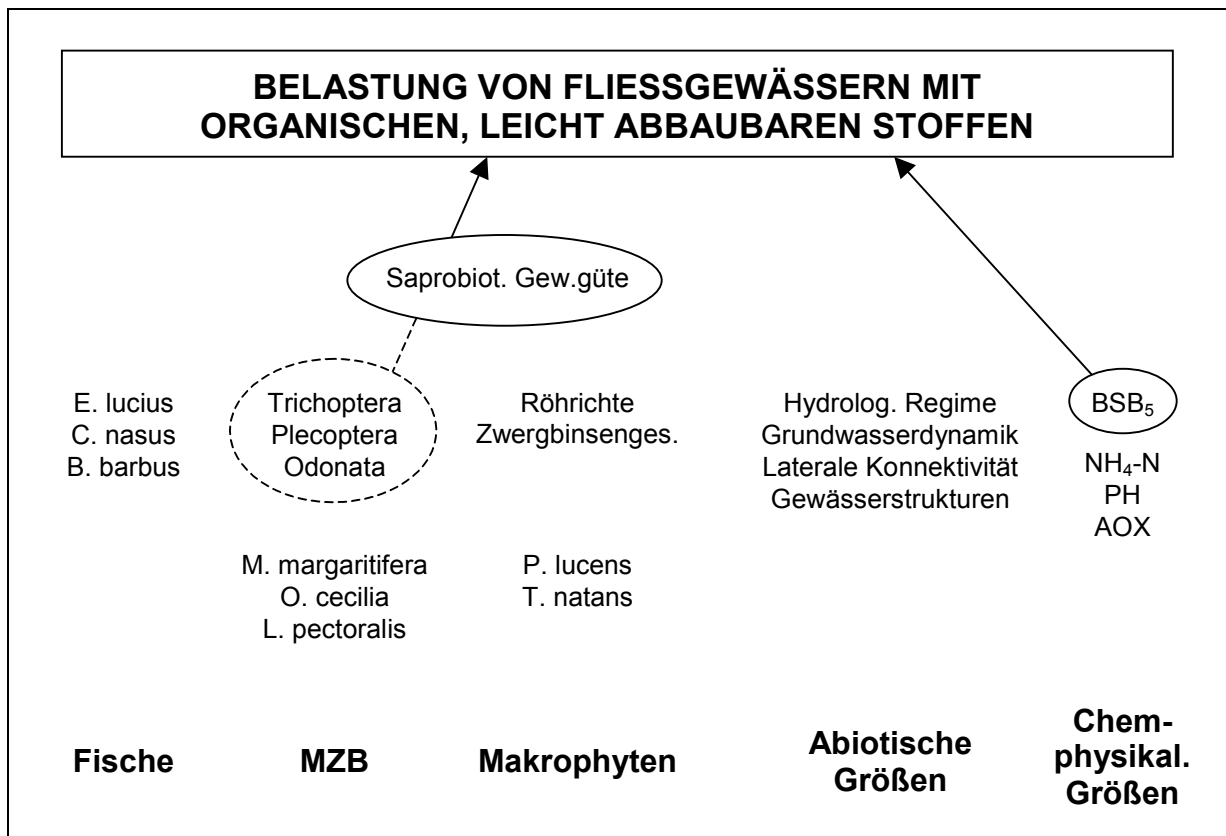 BELASTUNG VON FLIESSGEWÄSSERN MIT
ORGANISCHEN, LEICHT ABBAUBAREN STOFFEN
Saprobiot. Gew.güte
E. lucius
C. nasus
B. barbus
Trichoptera
Plecoptera
Odonata
M. margaritifera
O. cecilia
L. pectoralis
Röhrichte
Zwergbinsenges.
P. lucens
T. natans
Hydrolog. Regime
Grundwasserdynamik
Laterale Konnektivität
Gewässerstrukturen
BSB₅
NH₄-N
PH
AOX
Fische
MZB
Makrophyten
Abiotische
Größen
Chem-
physikal.
Größen